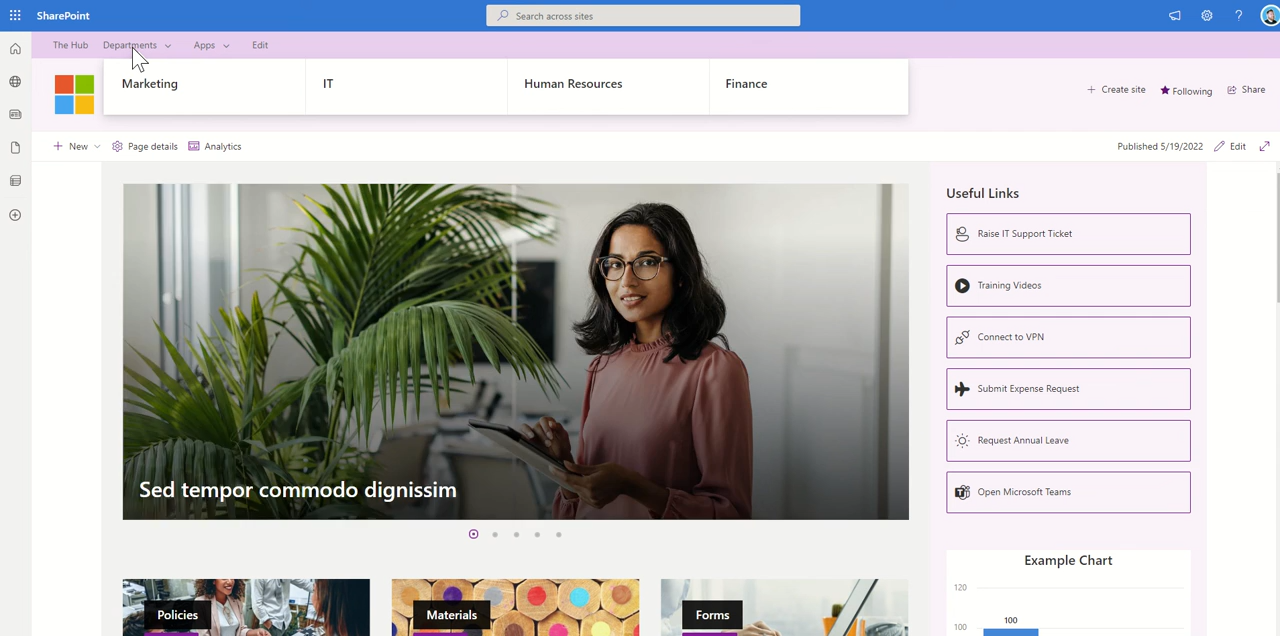 SharePoint
Search across sites
The Hub Departments Apps Edit
Marketing IT Human Resources Finance
Create site Following Share
New Page details Analytics
Published 5/19/2022 Edit
Useful Links
Raise IT Support Ticket
Training Videos
Connect to VPN
Submit Expense Request
Request Annual Leave
Open Microsoft Teams
Sed tempor commodo dignissim
Example Chart
120
100
100
Policies Materials Forms